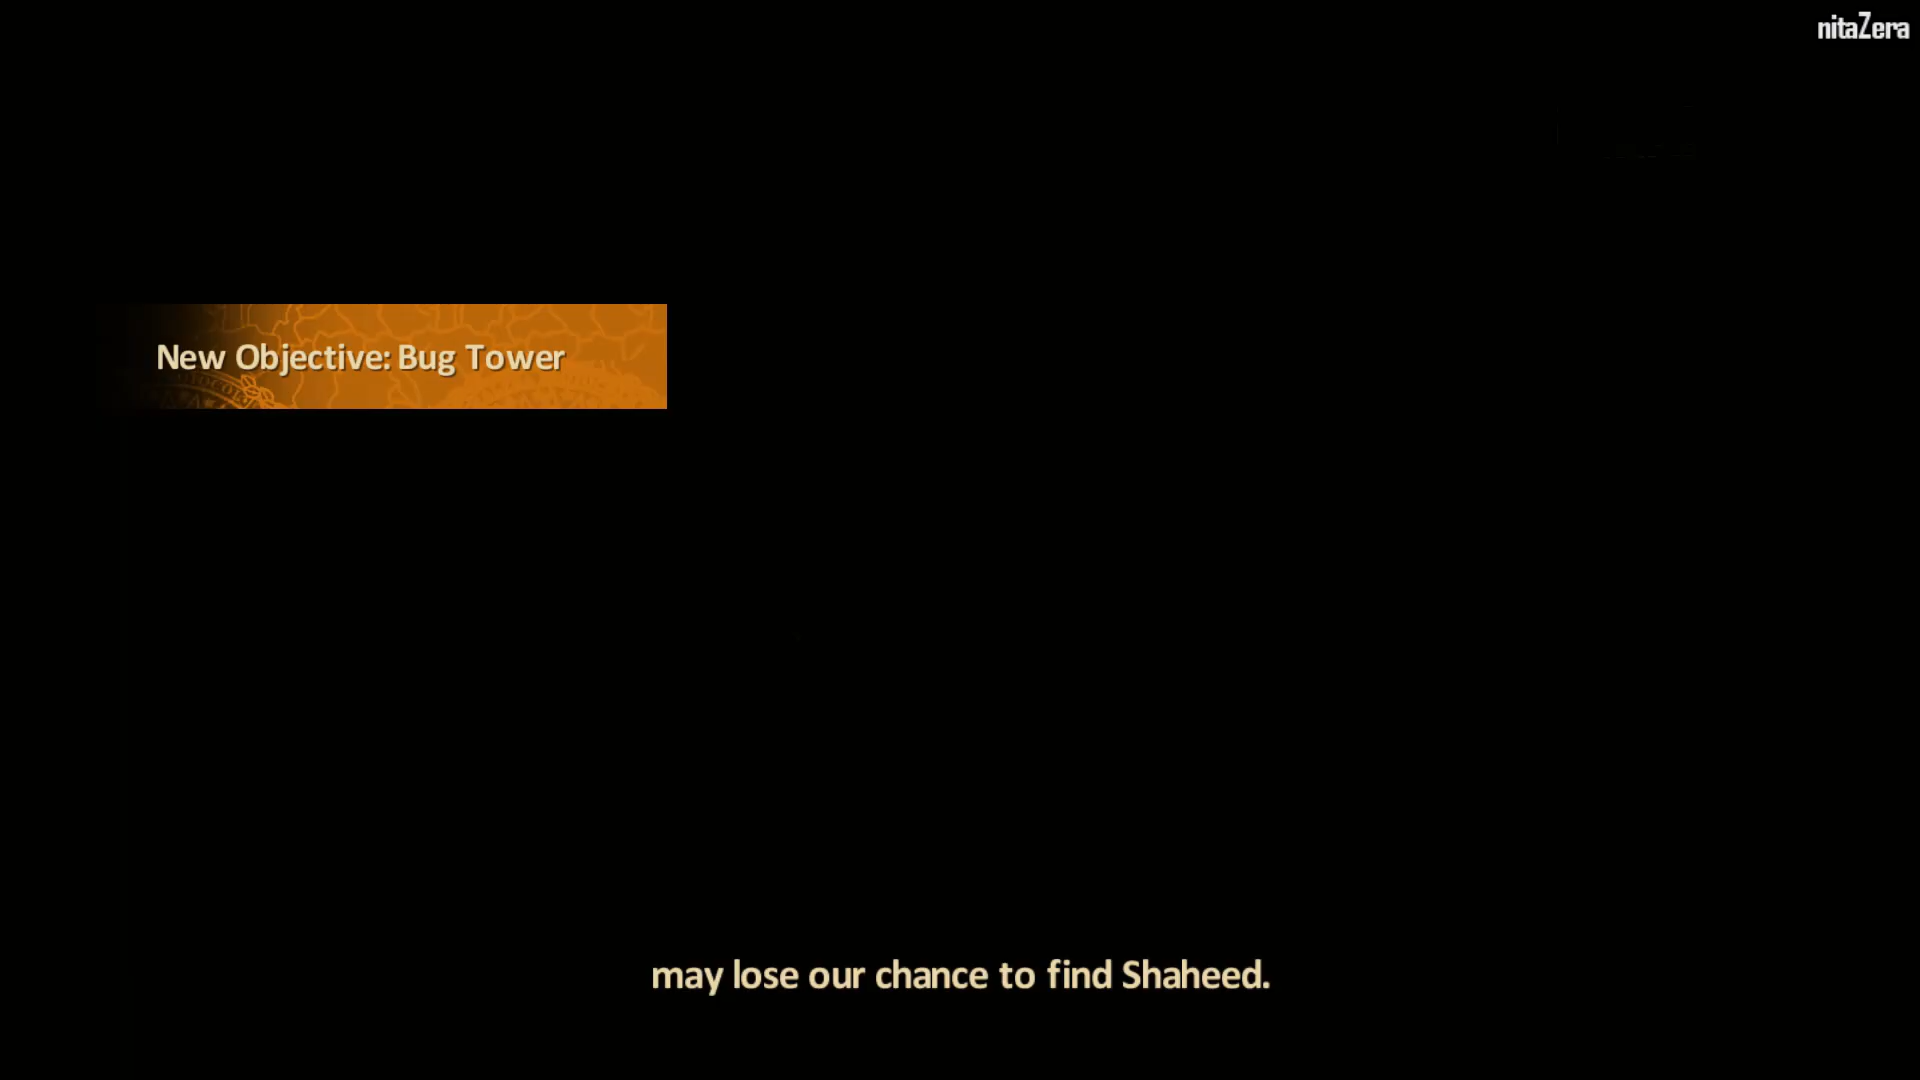 nitaZera
New Objective: Bug Tower
may lose our chance to find Shaheed.